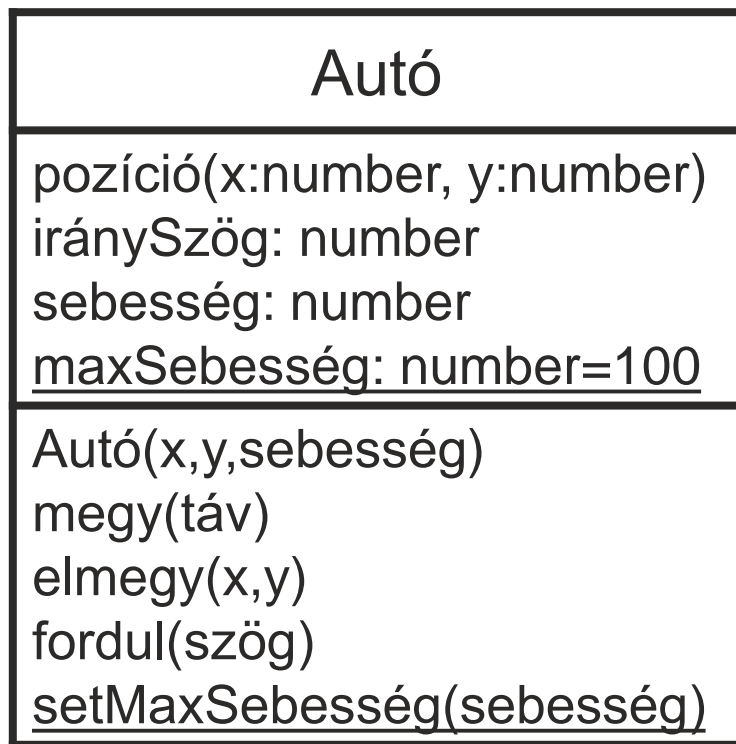 Autó
pozíció(x:number, y:number)
iránySzög: number
sebesség: number
maxSebesség: number=100
Autó(x,y,sebesség)
megy(táv)
elmegy(x,y)
fordul(szög)
setMaxSebesség(sebesség)